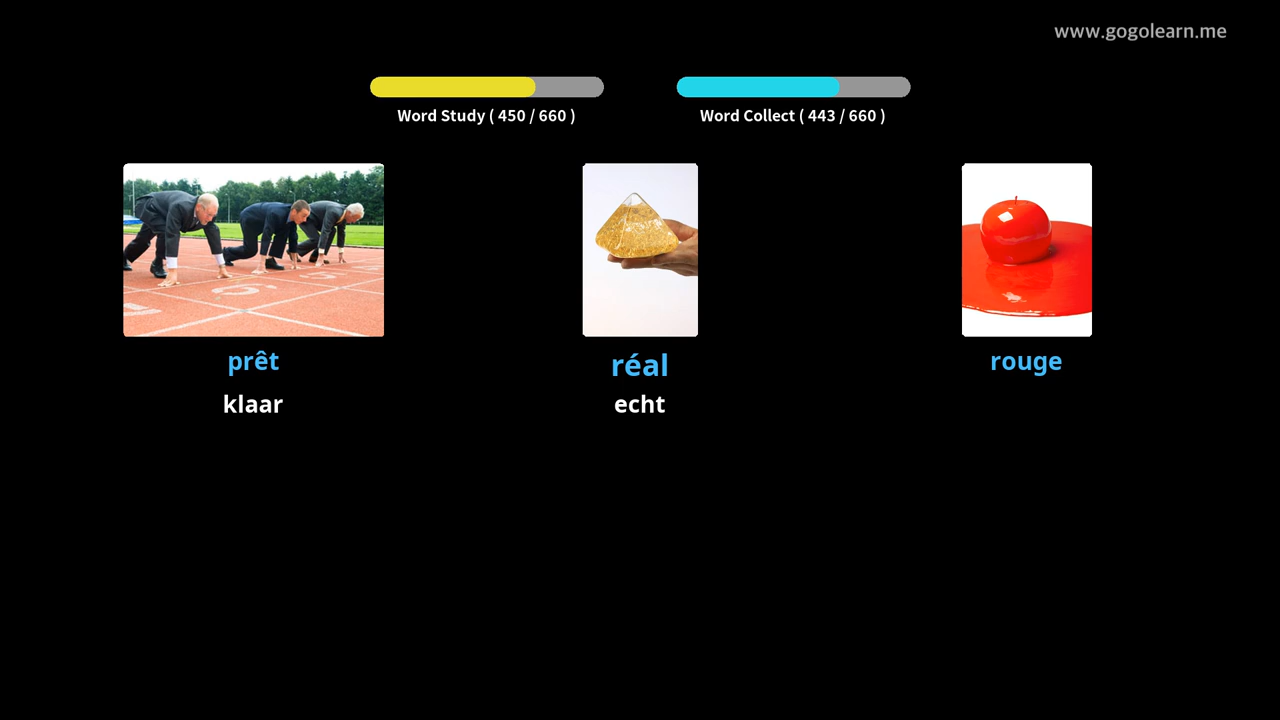 www.gogolearn.me
Word Study ( 450 / 660 )
Word Collect ( 443 / 660 )
prêt
réal
rouge
klaar
echt